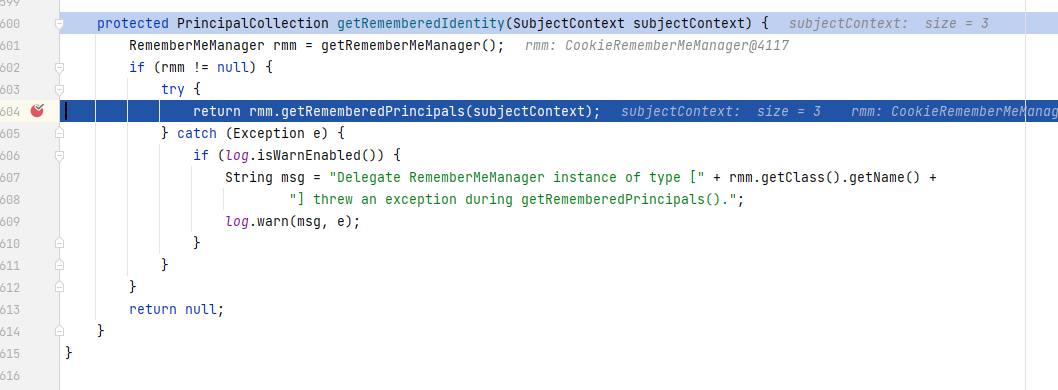 599
600 protected PrincipalCollection getRememberedIdentity(SubjectContext subjectContext) { subjectContext: size = 3
601 RememberMeManager rmm = getRememberMeManager(); rmm: CookieRememberMeManager@4117
602 if (rmm != null) {
603 try {
604 return rmm.getRememberedPrincipals(subjectContext); subjectContext: size = 3 rmm: CookieRememberMeManag
605 } catch (Exception e) {
606 if (log.isWarnEnabled()) {
607 String msg = "Delegate RememberMeManager instance of type [" + rmm.getClass().getName() +
608 "] threw an exception during getRememberedPrincipals().";
609 log.warn(msg, e);
610 }
611 }
612 }
613 return null;
614 }
615 }
616